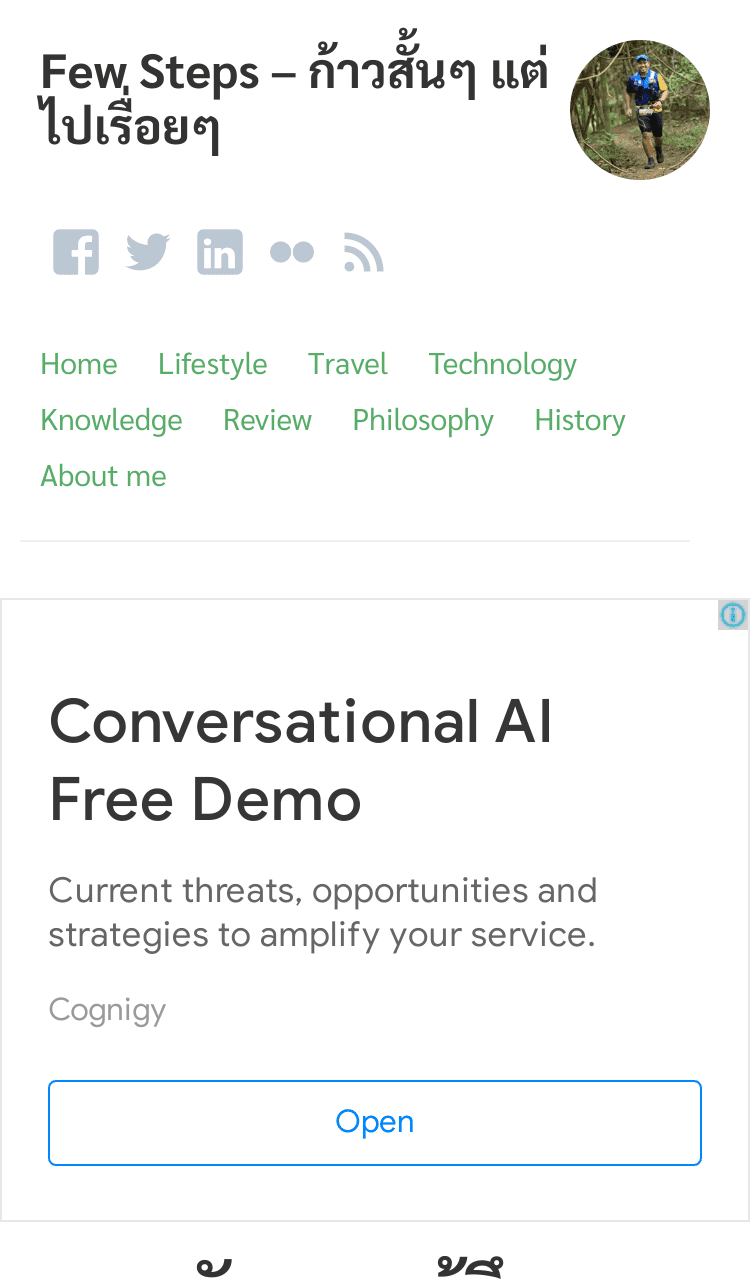 Few Steps – ก้าวสั้นๆ แต่
ไปเรื่อยๆ
Home Lifestyle Travel Technology
Knowledge Review Philosophy History
About me
Conversational AI
Free Demo
Current threats, opportunities and
strategies to amplify your service.
Cognigy
Open